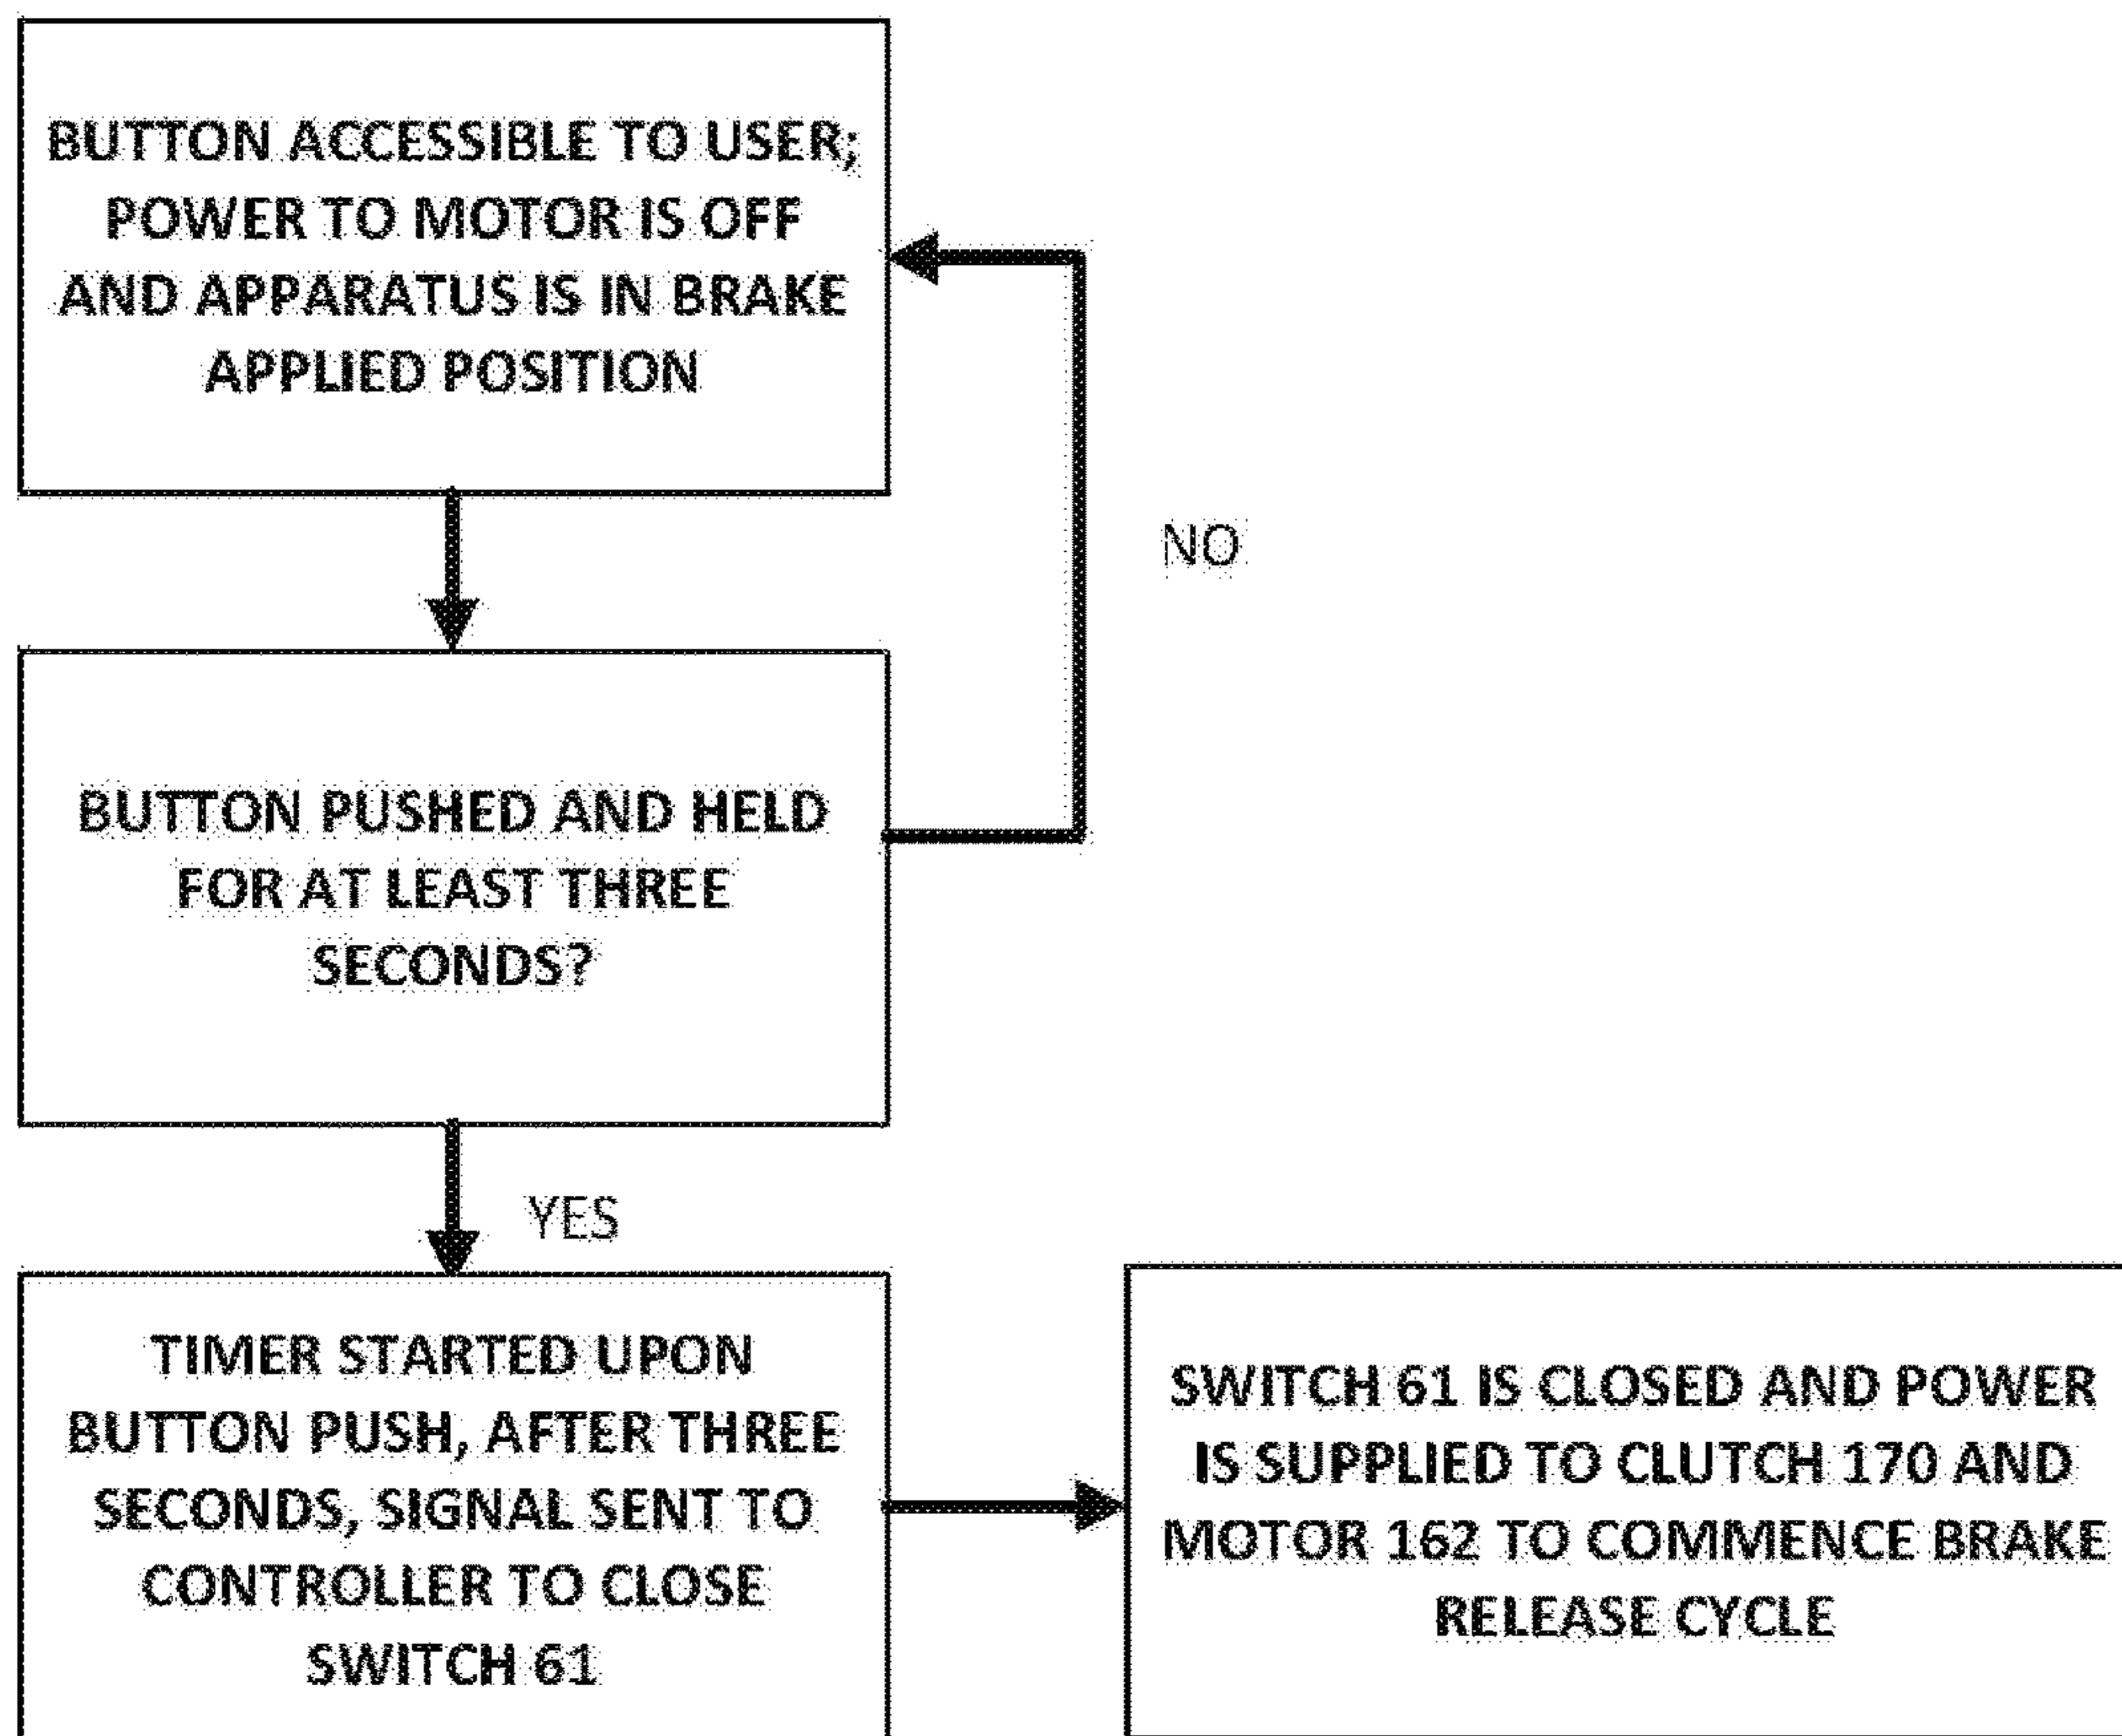 BUTTON ACCESSIBLE TO USER;
POWER TO MOTOR IS OFF
AND APPARATUS IS IN BRAKE
APPLIED POSITION
NO
BUTTON PUSHED AND HELD
FOR AT LEAST THREE
SECONDS?
YES
TIMER STARTED UPON
BUTTON PUSH, AFTER THREE
SECONDS, SIGNAL SENT TO
CONTROLLER TO CLOSE
SWITCH 61
SWITCH 61 IS CLOSED AND POWER
IS SUPPLIED TO CLUTCH 170 AND
MOTOR 162 TO COMMENCE BRAKE
RELEASE CYCLE